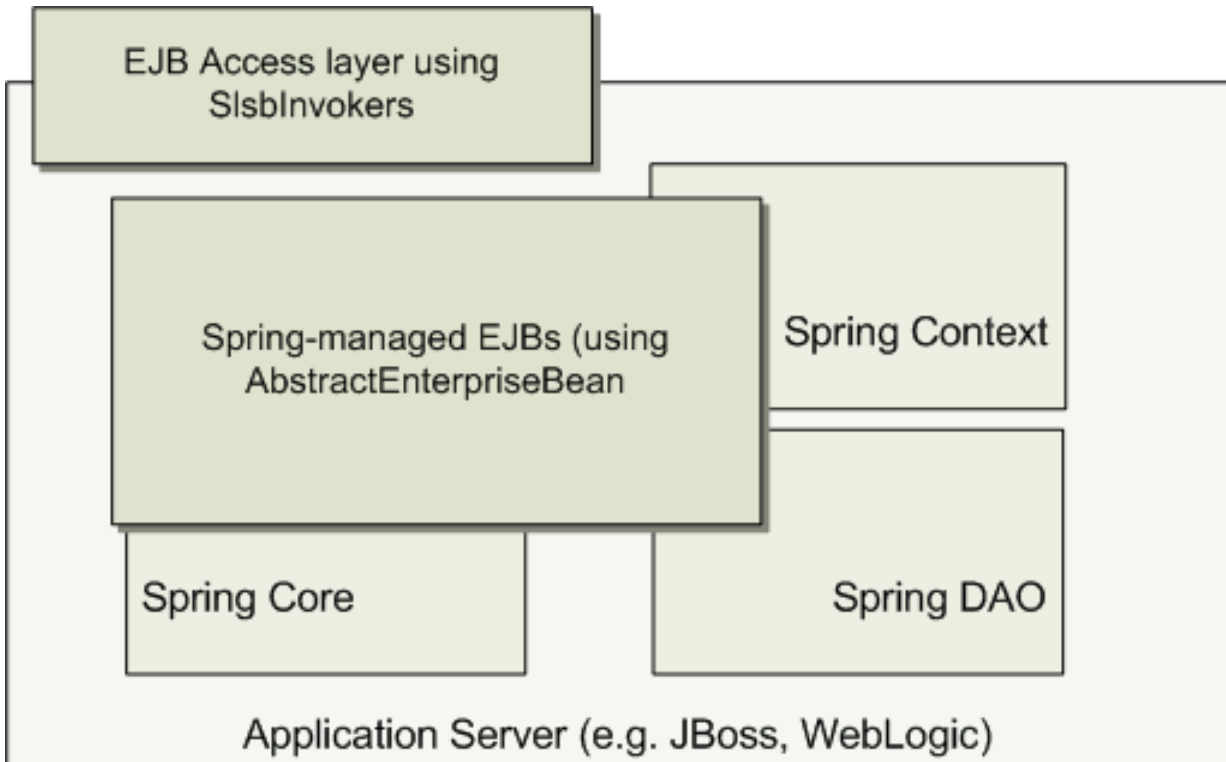 EJB Access layer using
SlsbInvokers
Spring-managed EJBs (using
AbstractEnterpriseBean
Spring Context
Spring Core
Spring DAO
Application Server (e.g. JBoss, WebLogic)